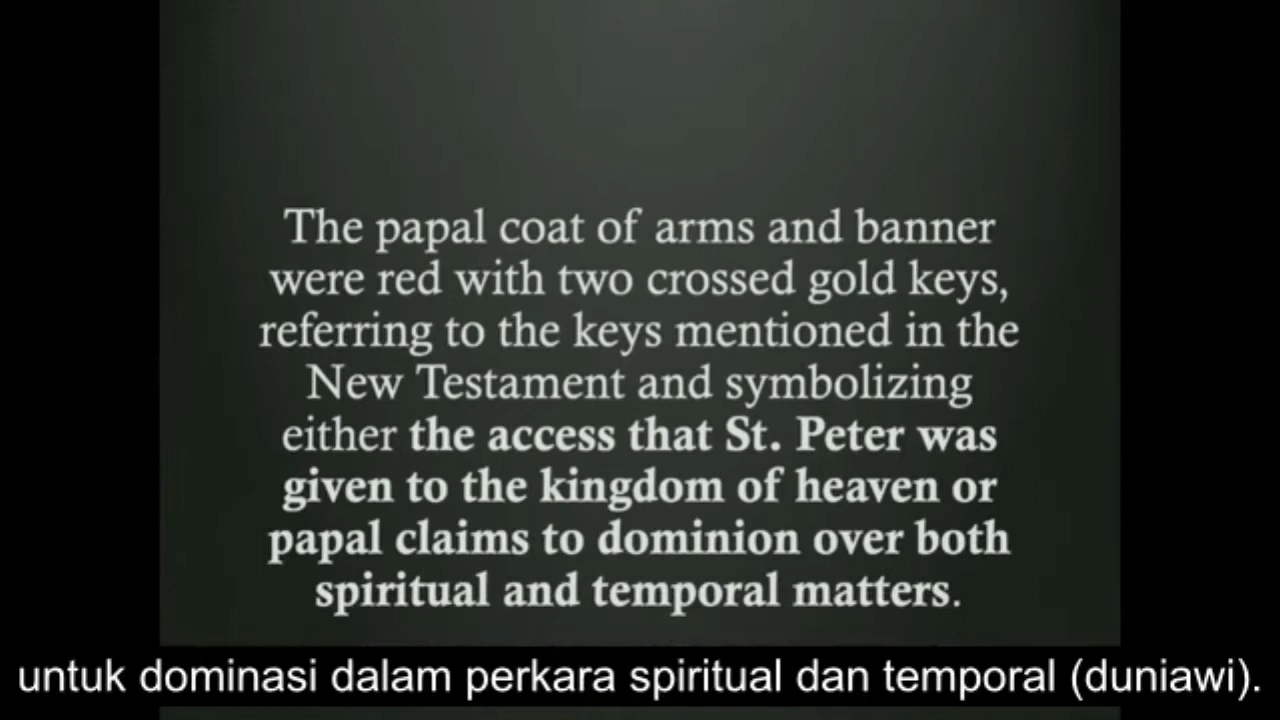 The papal coat of arms and banner
were red with two crossed gold keys,
referring to the keys mentioned in the
New Testament and symbolizing
either the access that St. Peter was
given to the kingdom of heaven or
papal claims to dominion over both
spiritual and temporal matters.
untuk dominasi dalam perkara spiritual dan temporal (duniawi).